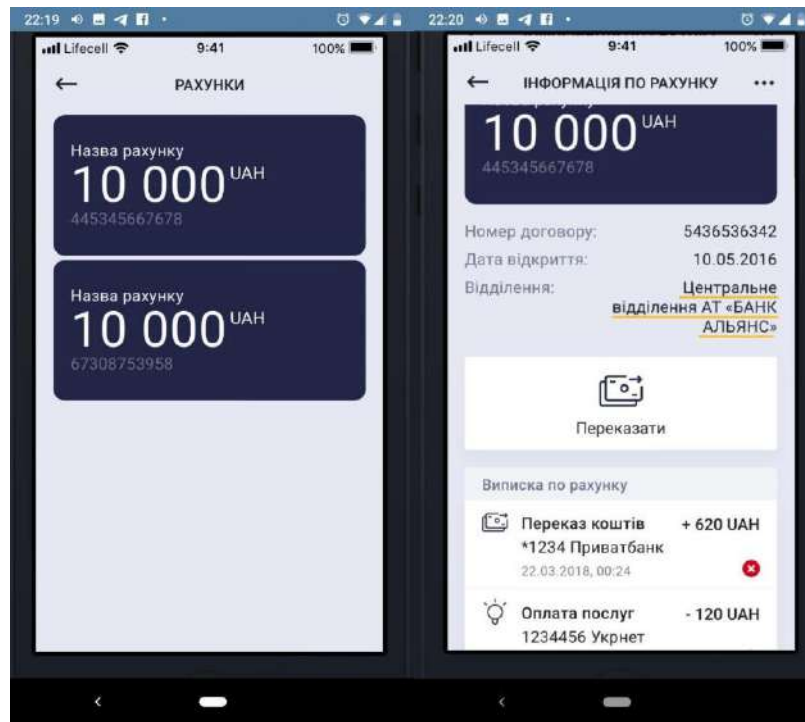 22:19
Lifecell 9:41 100%
РАХУНКИ
Назва рахунку
10 000 UAH
445345667678
Назва рахунку
10 000 UAH
67308753958
22:20
Lifecell 9:41 100%
ІНФОРМАЦІЯ ПО РАХУНКУ
10 000 UAH
445345667678
Номер договору: 5436536342
Дата відкриття: 10.05.2016
Відділення: Центральне
відділення АТ «БАНК
АЛЬЯНС»
Переказати
Виписка по рахунку
Переказ коштів + 620 UAH
*1234 Приватбанк
22.03.2018, 00:24
Оплата послуг - 120 UAH
1234456 Укрнет